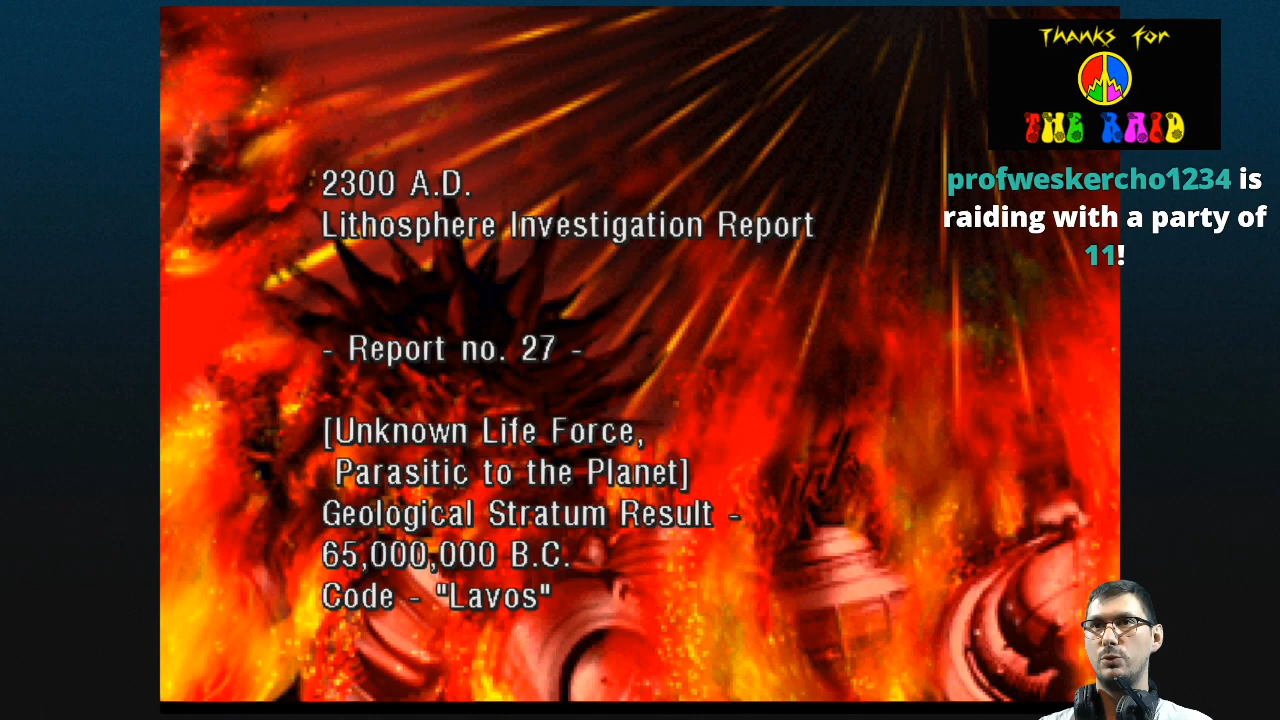 2300 A.D.
Lithosphere Investigation Report
- Report no. 27 -
[Unknown Life Force,
Parasitic to the Planet]
Geological Stratum Result -
65,000,000 B.C.
Code - "Lavos"
THANKS FOR
THE RAID
profweskercho1234 is
raiding with a party of
11!